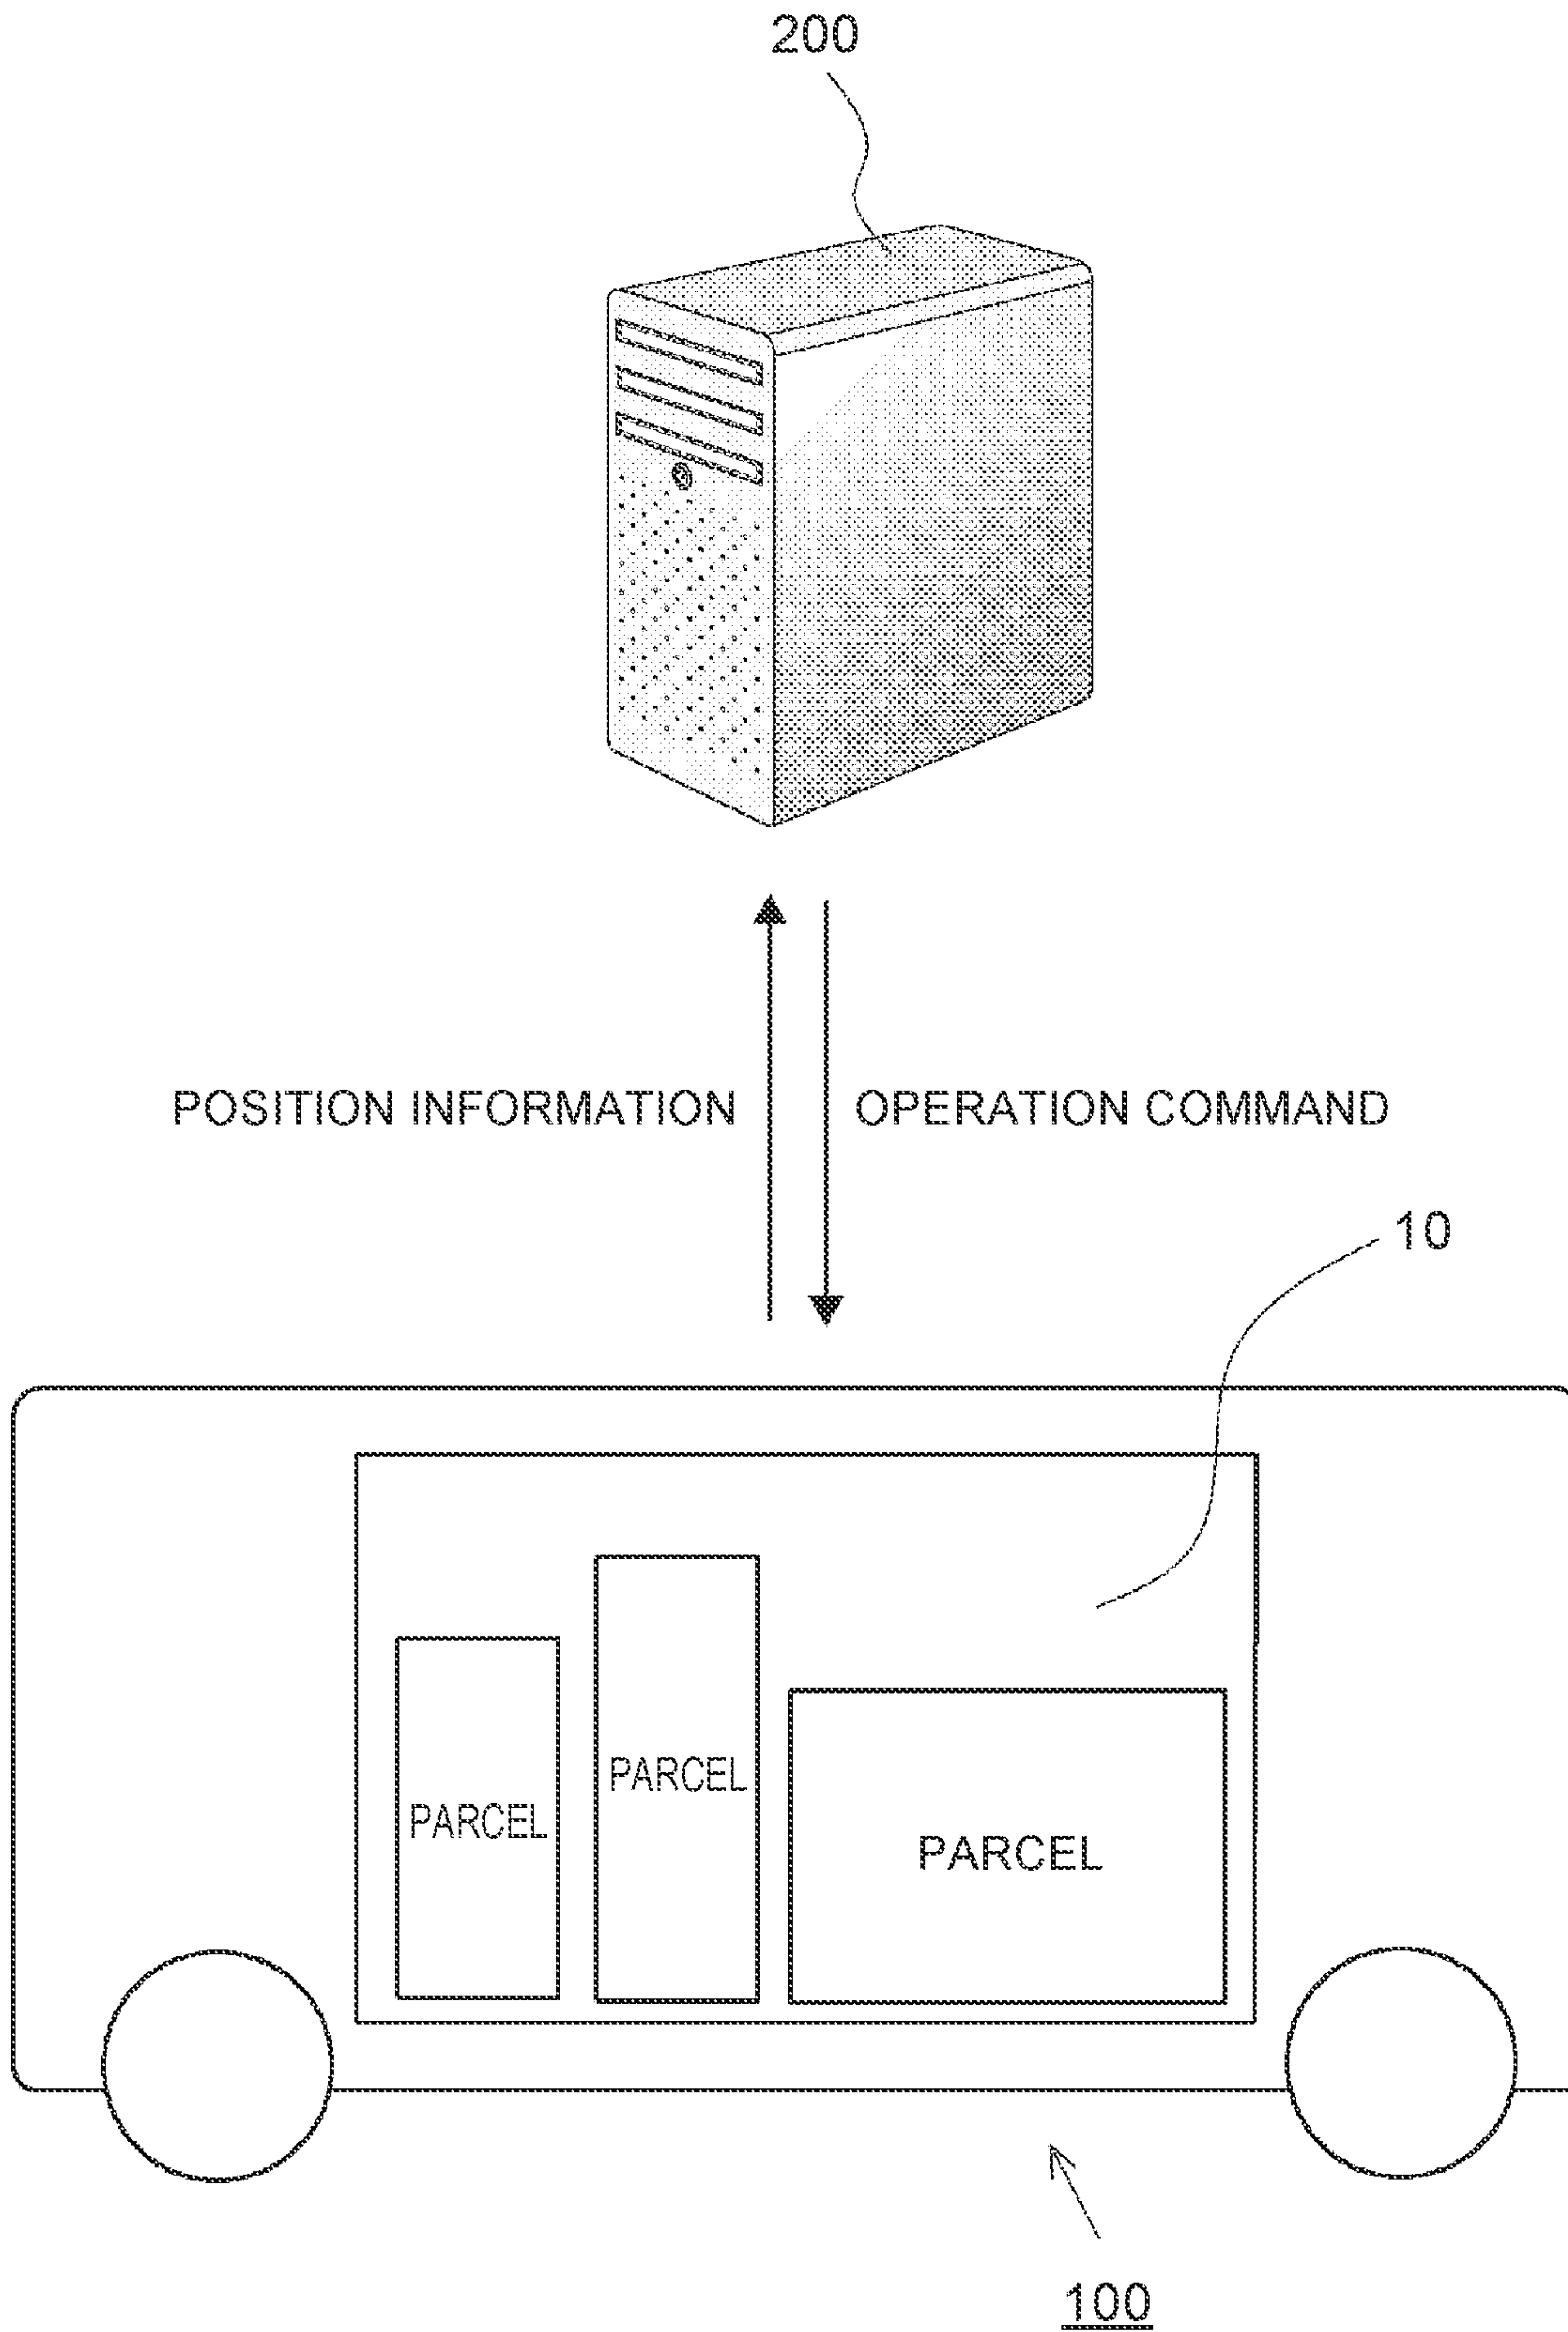 200
POSITION INFORMATION
OPERATION COMMAND
10
PARCEL
PARCEL
PARCEL
100